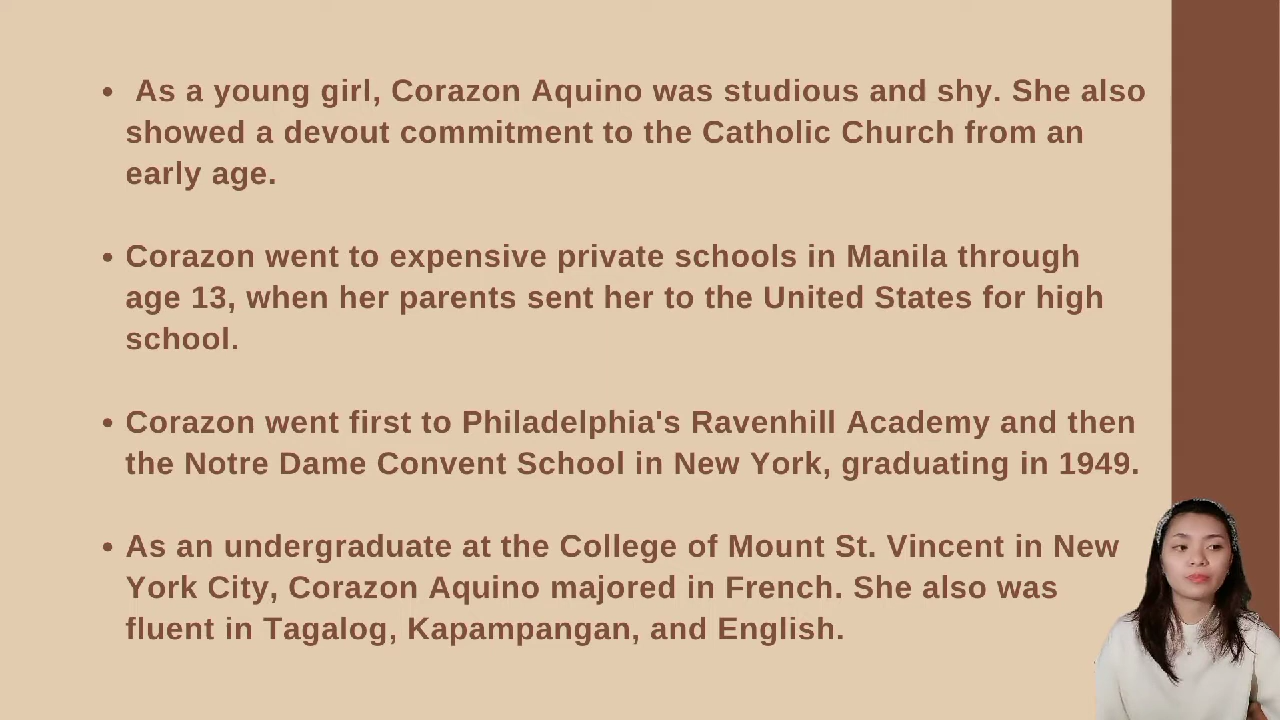 • As a young girl, Corazon Aquino was studious and shy. She also
showed a devout commitment to the Catholic Church from an
early age.
• Corazon went to expensive private schools in Manila through
age 13, when her parents sent her to the United States for high
school.
• Corazon went first to Philadelphia's Ravenhill Academy and then
the Notre Dame Convent School in New York, graduating in 1949.
• As an undergraduate at the College of Mount St. Vincent in New
York City, Corazon Aquino majored in French. She also was
fluent in Tagalog, Kapampangan, and English.